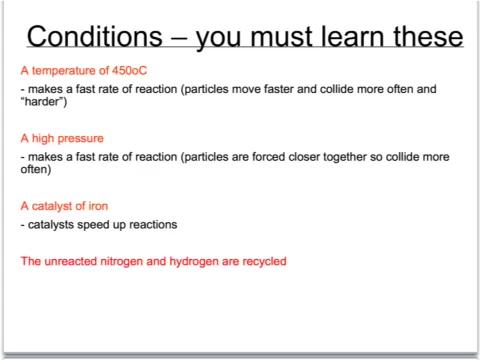 Conditions – you must learn these
A temperature of 450oC
- makes a fast rate of reaction (particles move faster and collide more often and
“harder”)
A high pressure
- makes a fast rate of reaction (particles are forced closer together so collide more
often)
A catalyst of iron
- catalysts speed up reactions
The unreacted nitrogen and hydrogen are recycled